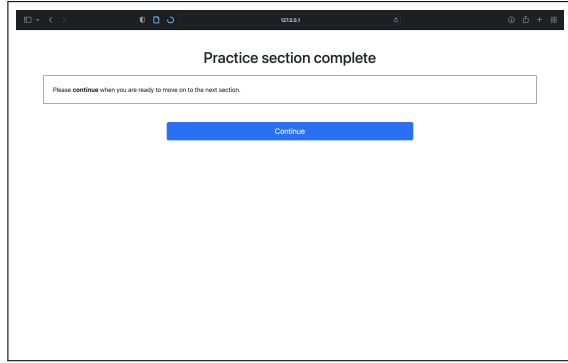 127.0.0.1
Practice section complete
Please continue when you are ready to move on to the next section.
Continue